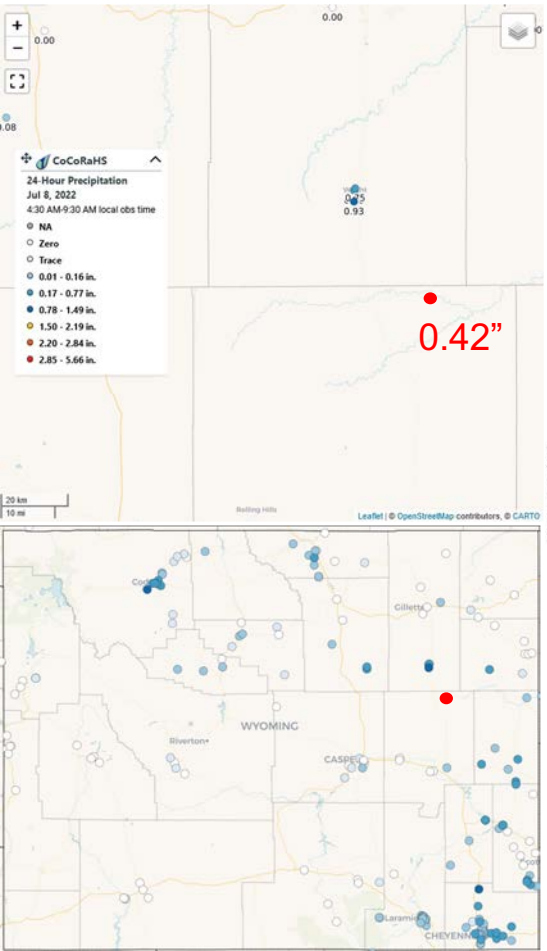 +
0.00
0.00
−
0.08
CoCoRaHS
24-Hour Precipitation
Jul 8, 2022
4:30 AM-9:30 AM local obs time
NA
Zero
Trace
0.01 - 0.16 in.
0.17 - 0.77 in.
0.78 - 1.49 in.
1.50 - 2.19 in.
2.20 - 2.84 in.
2.85 - 5.66 in.
0.93
0.42”
20 km
10 mi
Rolling Hills
Leaflet | © OpenStreetMap contributors, © CARTO
Gillette
WYOMING
Riverton
Laramie